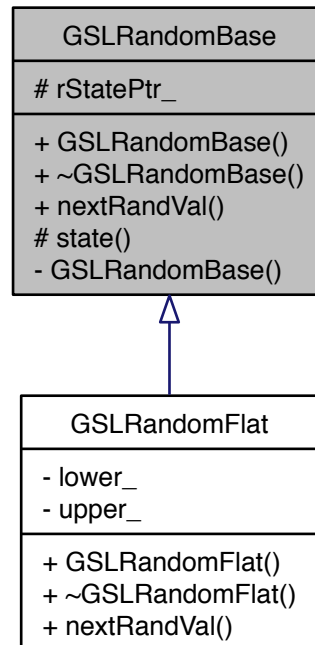 GSLRandomBase
# rStatePtr_
+ GSLRandomBase()
+ ~GSLRandomBase()
+ nextRandVal()
# state()
- GSLRandomBase()
GSLRandomFlat
- lower_
- upper_
+ GSLRandomFlat()
+ ~GSLRandomFlat()
+ nextRandVal()